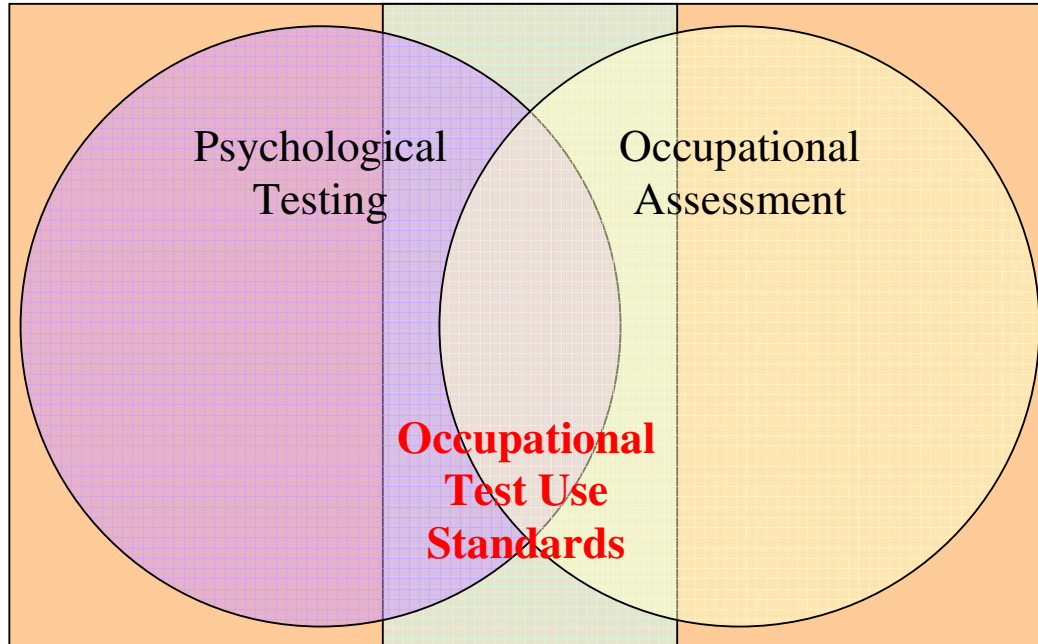 Psychological
Testing
Occupational
Assessment
Occupational
Test Use
Standards